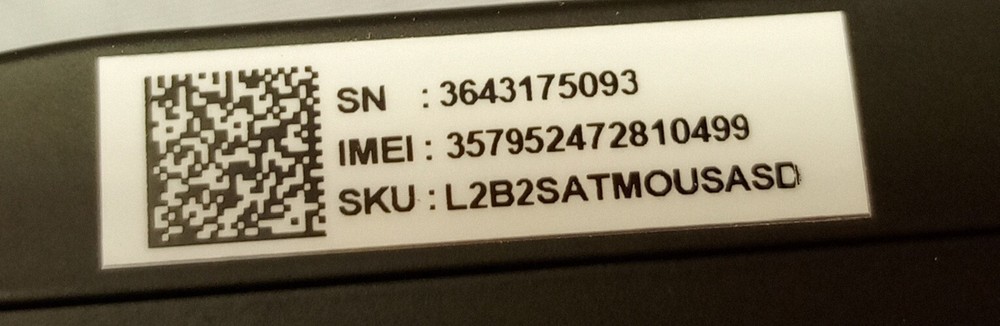 SN : 3643175093
IMEI : 357952472810499
SKU : L2B2SATMOUSASD